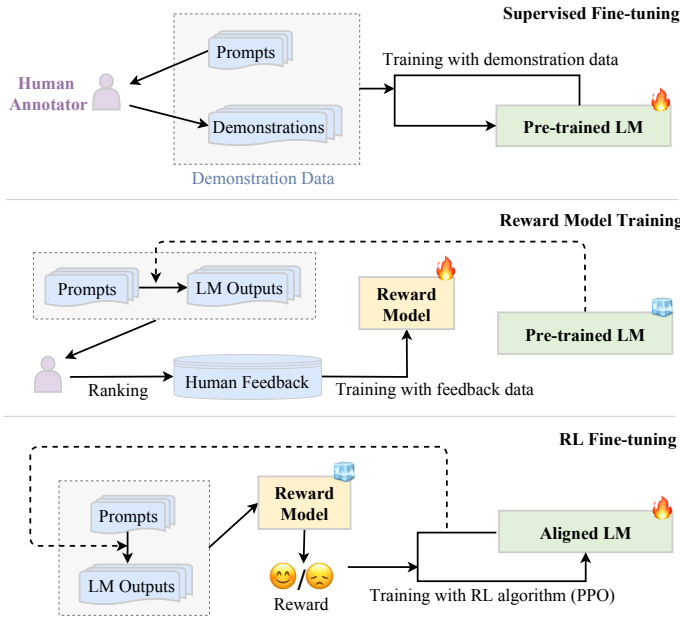 Supervised Fine-tuning
Prompts
Training with demonstration data
Human
Annotator
Demonstrations
Pre-trained LM
Demonstration Data
Reward Model Training
Prompts
LM Outputs
Reward
Model
Pre-trained LM
Ranking
Human Feedback
Training with feedback data
RL Fine-tuning
Prompts
Reward
Model
Aligned LM
LM Outputs
/
Reward
Training with RL algorithm (PPO)